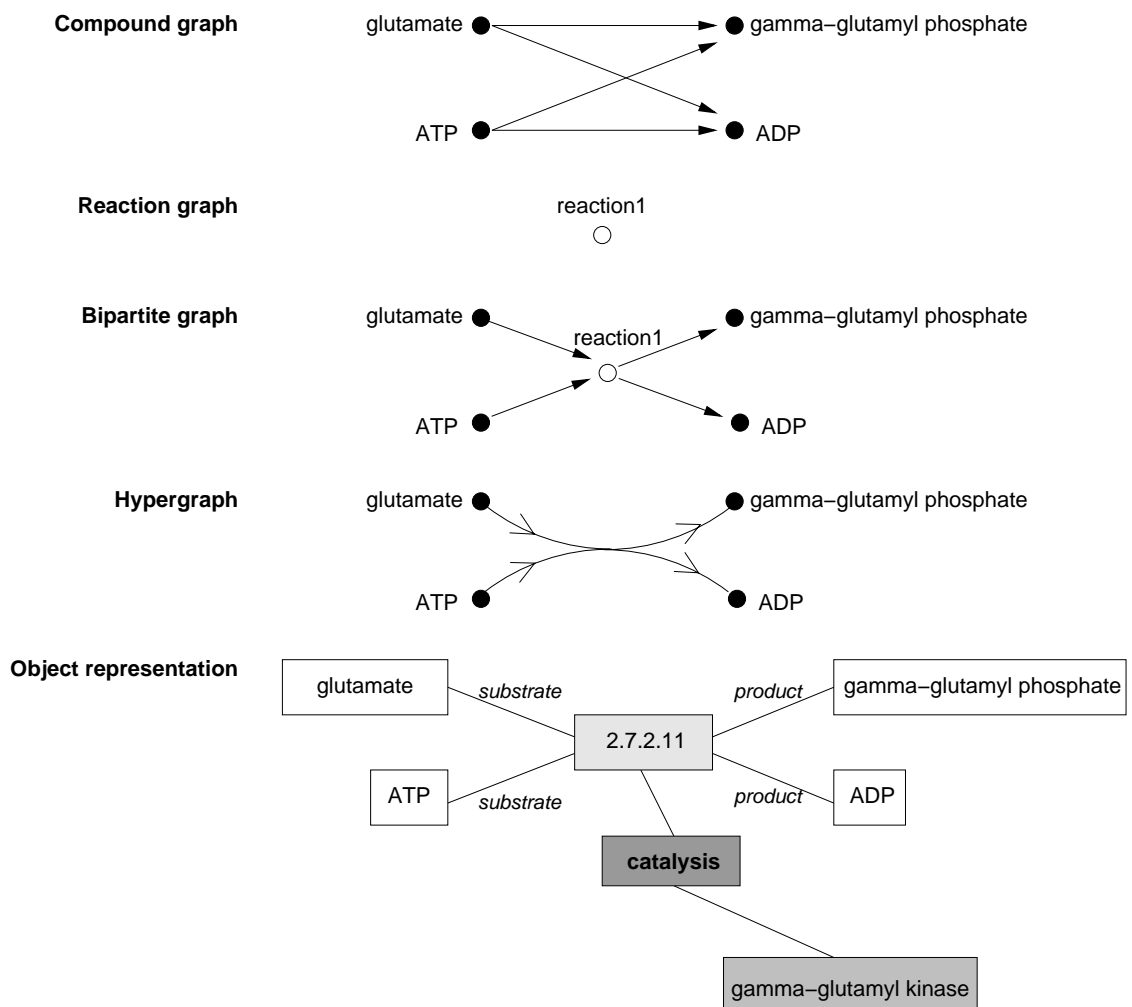 Compound graph
glutamate
gamma−glutamyl phosphate
ATP
ADP
Reaction graph
reaction1
Bipartite graph
glutamate
gamma−glutamyl phosphate
reaction1
ATP
ADP
Hypergraph
glutamate
gamma−glutamyl phosphate
ATP
ADP
Object representation
glutamate
substrate
product
gamma−glutamyl phosphate
2.7.2.11
ATP
substrate
product
ADP
catalysis
gamma−glutamyl kinase